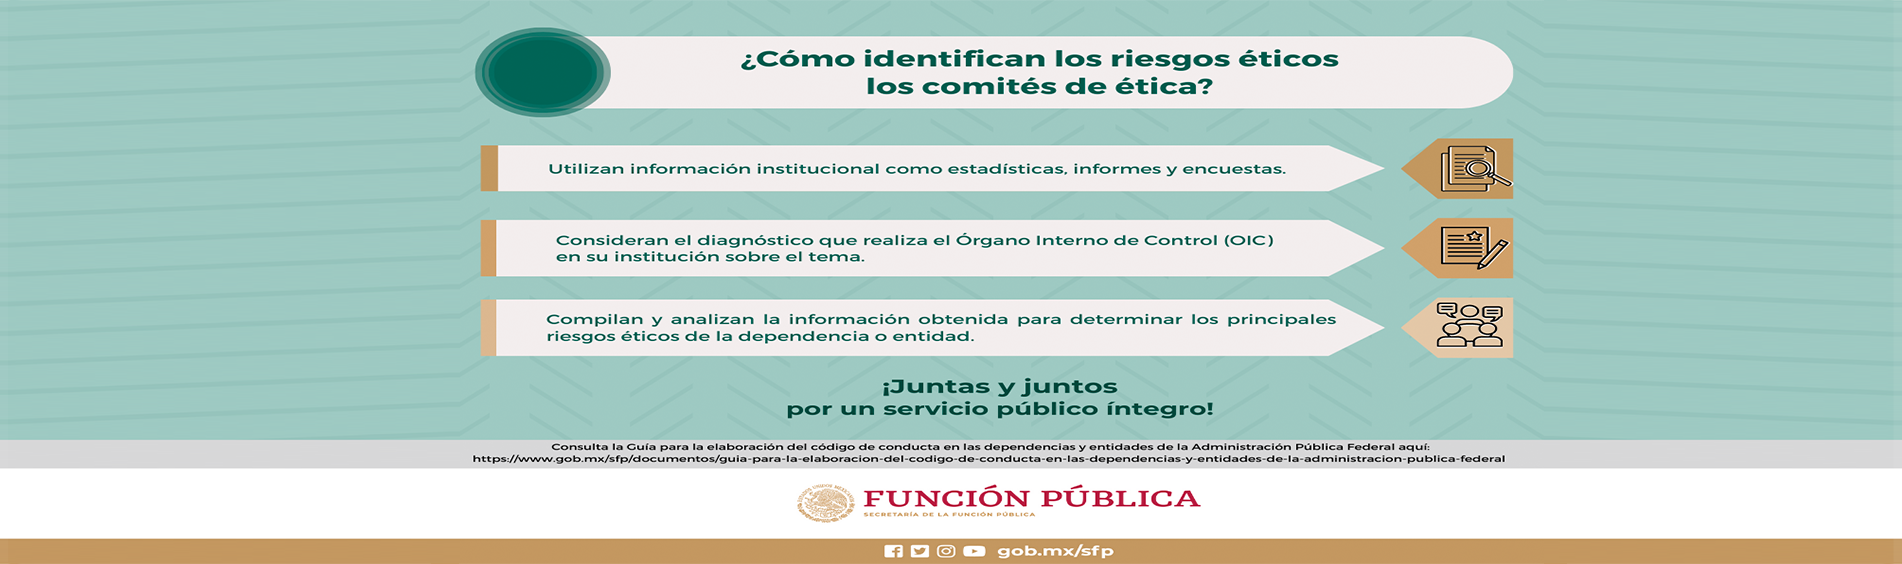 ¿Cómo identifican los riesgos éticos
los comités de ética?
Utilizan información institucional como estadísticas, informes y encuestas.
Consideran el diagnóstico que realiza el Órgano Interno de Control (OIC)
en su institución sobre el tema.
Compilan y analizan la información obtenida para determinar los principales
riesgos éticos de la dependencia o entidad.
¡Juntas y juntos
por un servicio público íntegro!
Consulta la Guía para la elaboración del código de conducta en las dependencias y entidades de la Administración Pública Federal aquí:
https://www.gob.mx/sfp/documentos/guia-para-la-elaboracion-del-codigo-de-conducta-en-las-dependencias-y-entidades-de-la-administracion-publica-federal
FUNCIÓN PÚBLICA
SECRETARÍA DE LA FUNCIÓN PÚBLICA
gob.mx/sfp